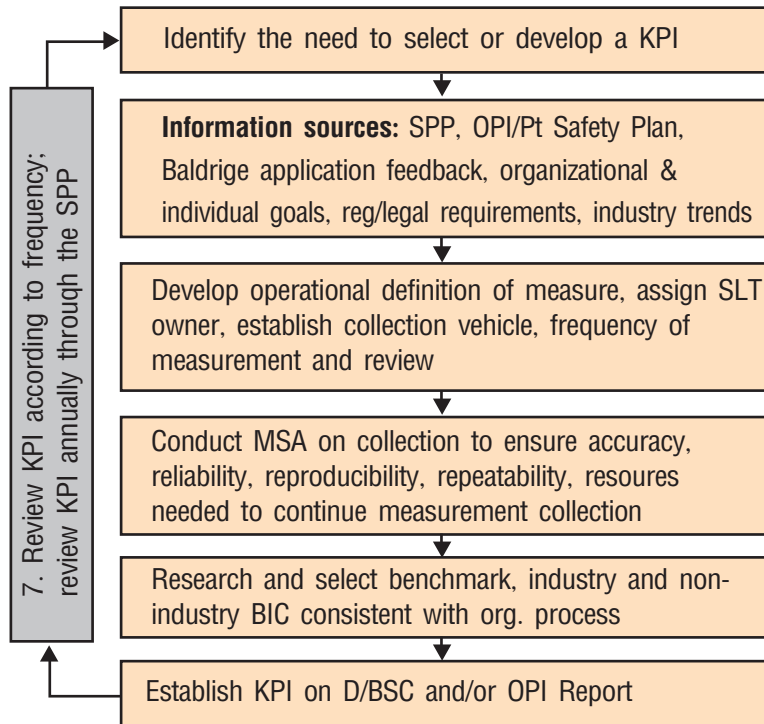 Identify the need to select or develop a KPI
Information sources: SPP, OPI/Pt Safety Plan,
Baldrige application feedback, organizational &
individual goals, reg/legal requirements, industry trends
Develop operational definition of measure, assign SLT
owner, establish collection vehicle, frequency of
measurement and review
Conduct MSA on collection to ensure accuracy,
reliability, reproducibility, repeatability, resoures
needed to continue measurement collection
Research and select benchmark, industry and non-
industry BIC consistent with org. process
Establish KPI on D/BSC and/or OPI Report
7. Review KPI according to frequency;
review KPI annually through the SPP